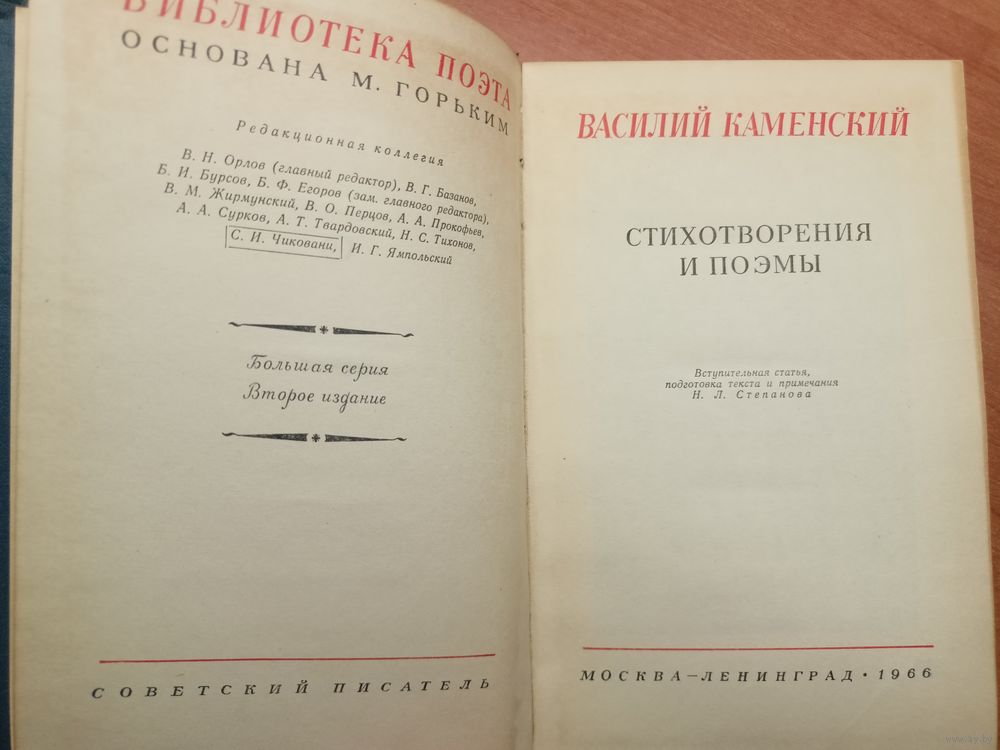 БИБЛИОТЕКА ПОЭТА
ОСНОВАНА М. ГОРЬКИМ
Редакционная коллегия
В. Н. Орлов (главный редактор), В. Г. Базанов,
Б. И. Бурсов, Б. Ф. Егоров (зам. главного редактора),
В. М. Жирмунский, В. О. Перцов, А. А. Прокофьев,
А. А. Сурков, А. Т. Твардовский, Н. С. Тихонов,
С. И. Чиковани, И. Г. Ямпольский
Большая серия
Второе издание
СОВЕТСКИЙ ПИСАТЕЛЬ
ВАСИЛИЙ КАМЕНСКИЙ
СТИХОТВОРЕНИЯ
И ПОЭМЫ
Вступительная статья,
подготовка текста и примечания
Н. Л. Степанова
МОСКВА—ЛЕНИНГРАД · 1966